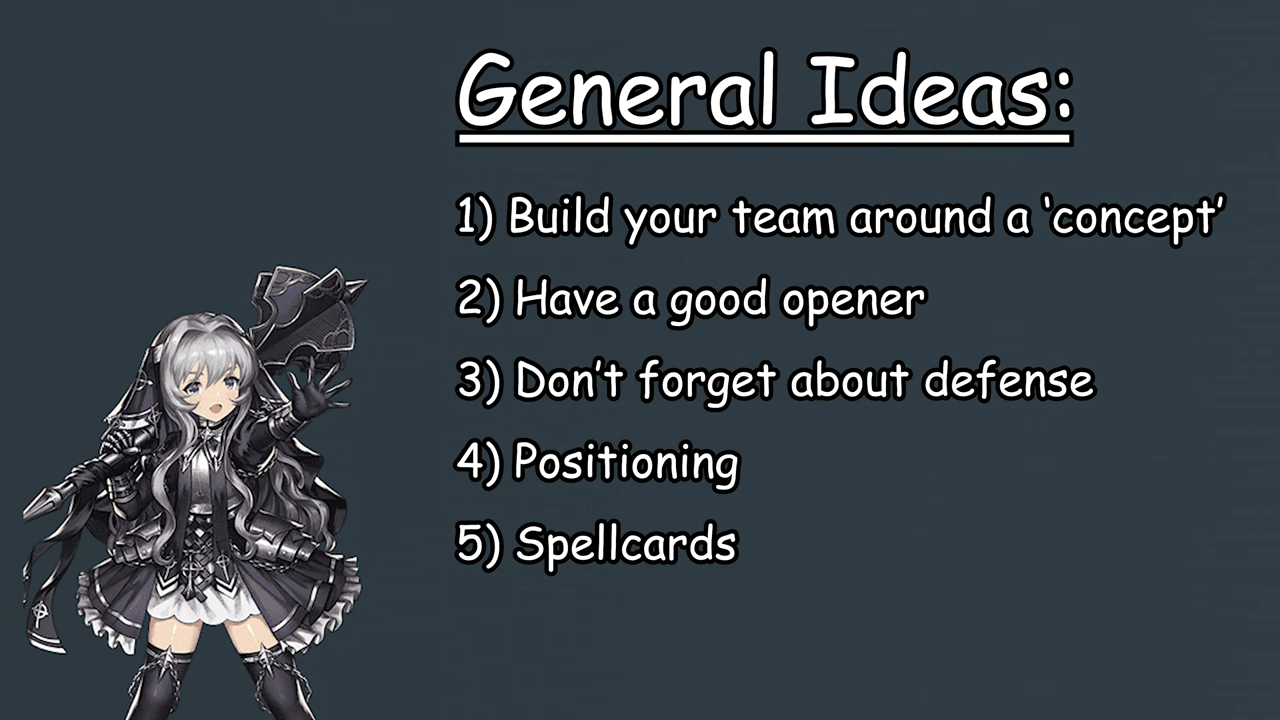 General Ideas:
1) Build your team around a ‘concept’
2) Have a good opener
3) Don’t forget about defense
4) Positioning
5) Spellcards